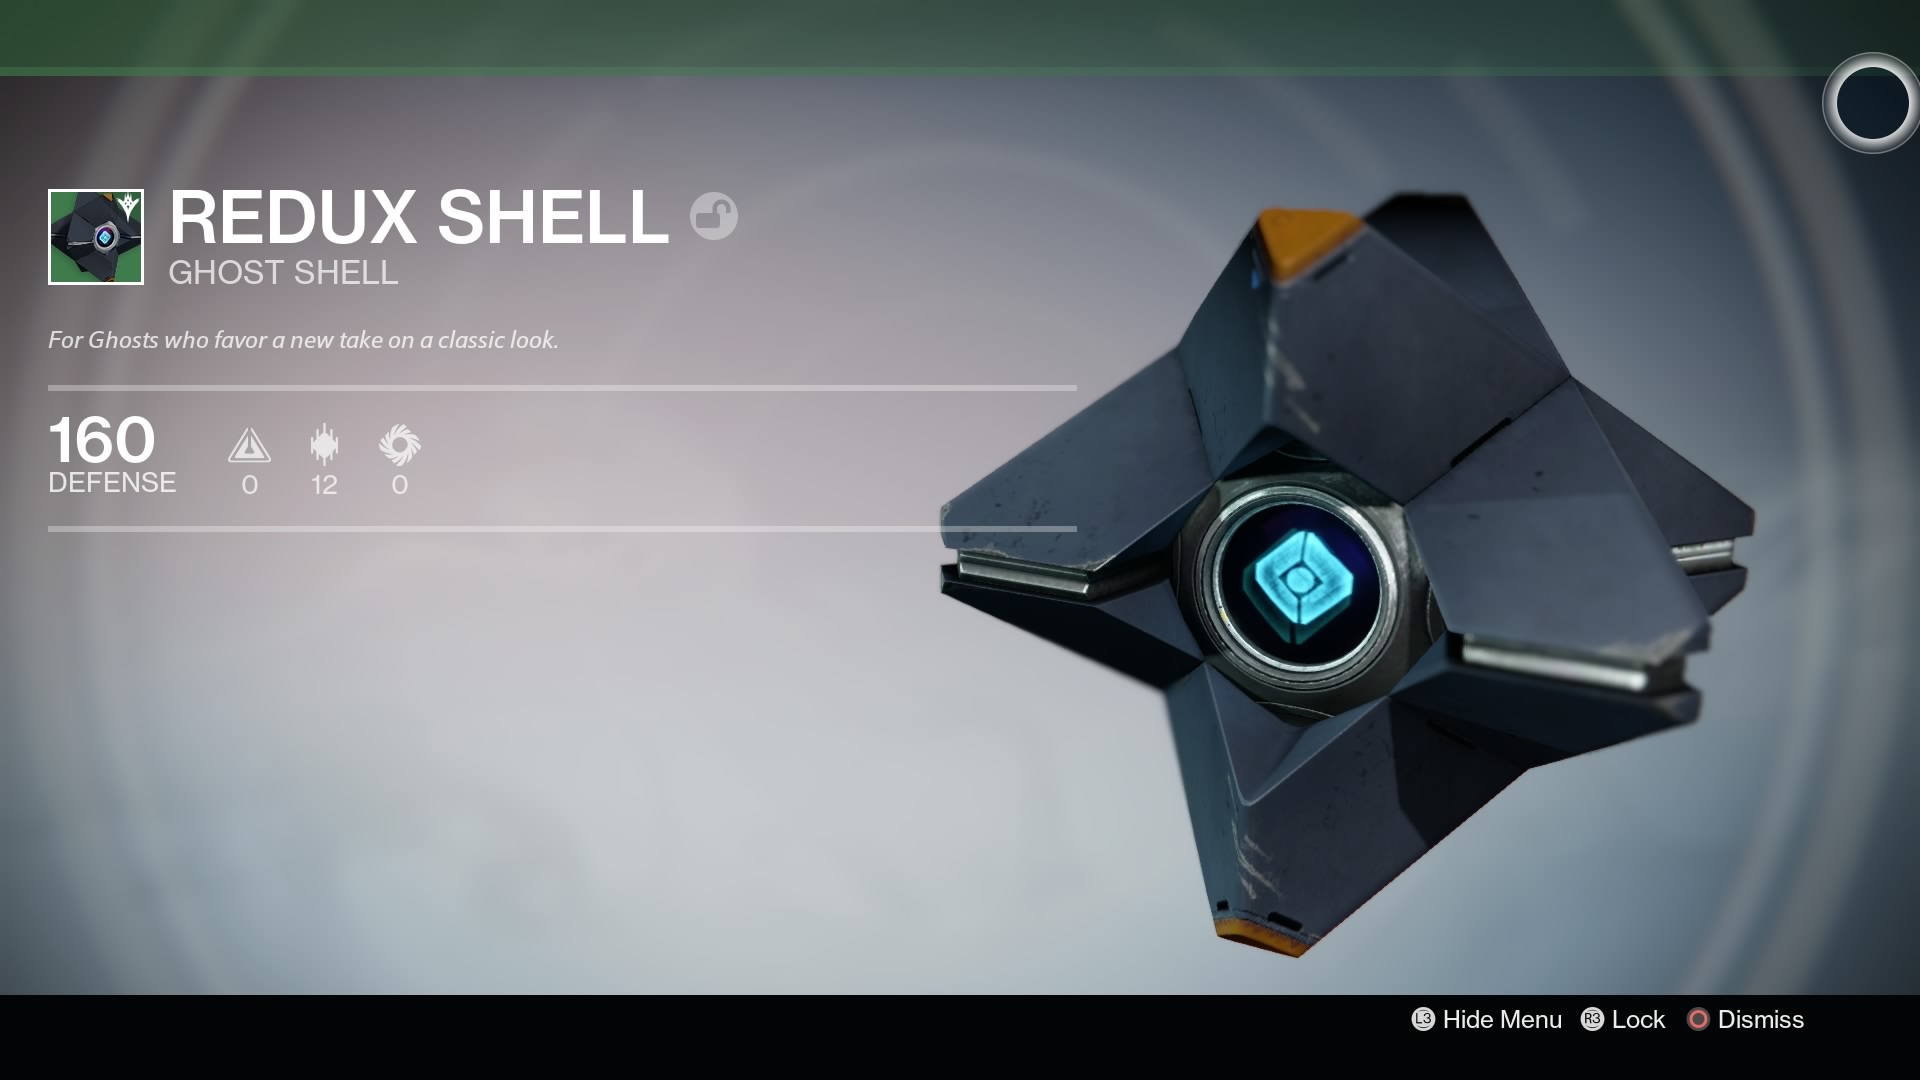 REDUX SHELL
GHOST SHELL
For Ghosts who favor a new take on a classic look.
160
DEFENSE
0 12 0
L3 Hide Menu R3 Lock Dismiss